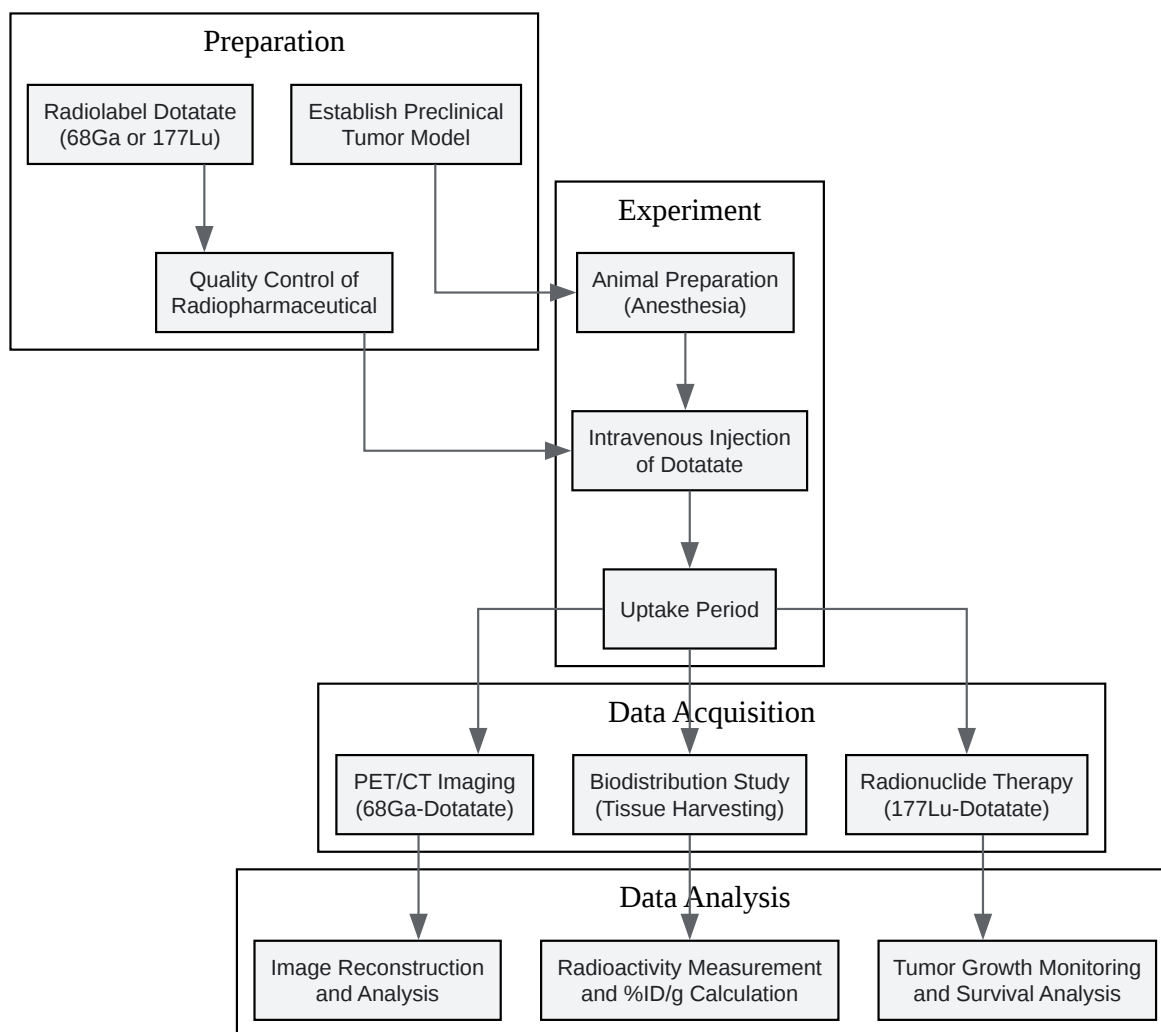 Preparation
Radiolabel Dotatate
(68Ga or 177Lu)
Establish Preclinical
Tumor Model
Quality Control of
Radiopharmaceutical
Experiment
Animal Preparation
(Anesthesia)
Intravenous Injection
of Dotatate
Uptake Period
Data Acquisition
PET/CT Imaging
(68Ga-Dotatate)
Biodistribution Study
(Tissue Harvesting)
Radionuclide Therapy
(177Lu-Dotatate)
Data Analysis
Image Reconstruction
and Analysis
Radioactivity Measurement
and %ID/g Calculation
Tumor Growth Monitoring
and Survival Analysis